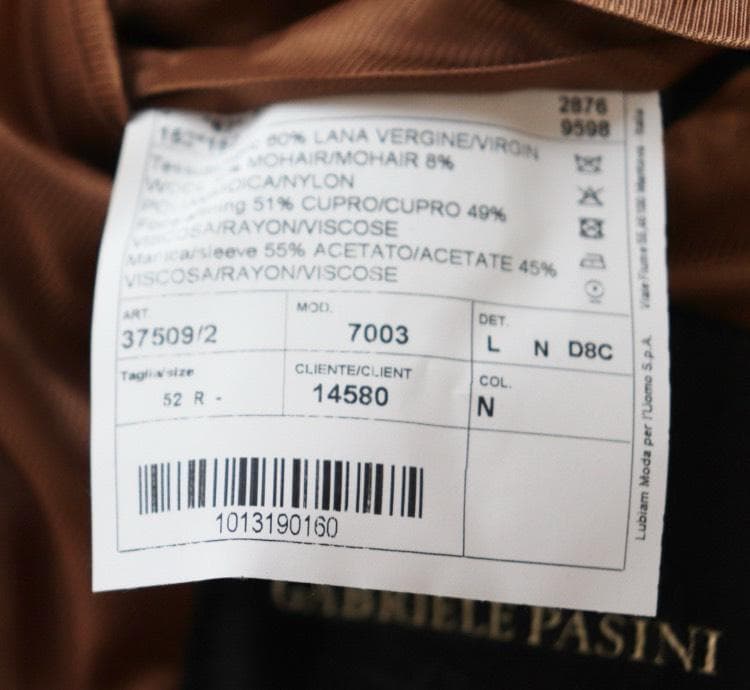 2876
9598
LANA VERGINE/VIRGIN
MOHAIR/MOHAIR 8%
/NYLON
51% CUPRO/CUPRO 49%
VISCOSA/RAYON/VISCOSE
Manica/sleeve 55% ACETATO/ACETATE 45%
VISCOSA/RAYON/VISCOSE
ART.
37509/2
MOD.
7003
DET.
L N D8C
Taglia/size
52 R -
CLIENTE/CLIENT
14580
COL.
N
1013190160
Lubiam Moda per l'Uomo S.p.A.
GABRIELE PASINI